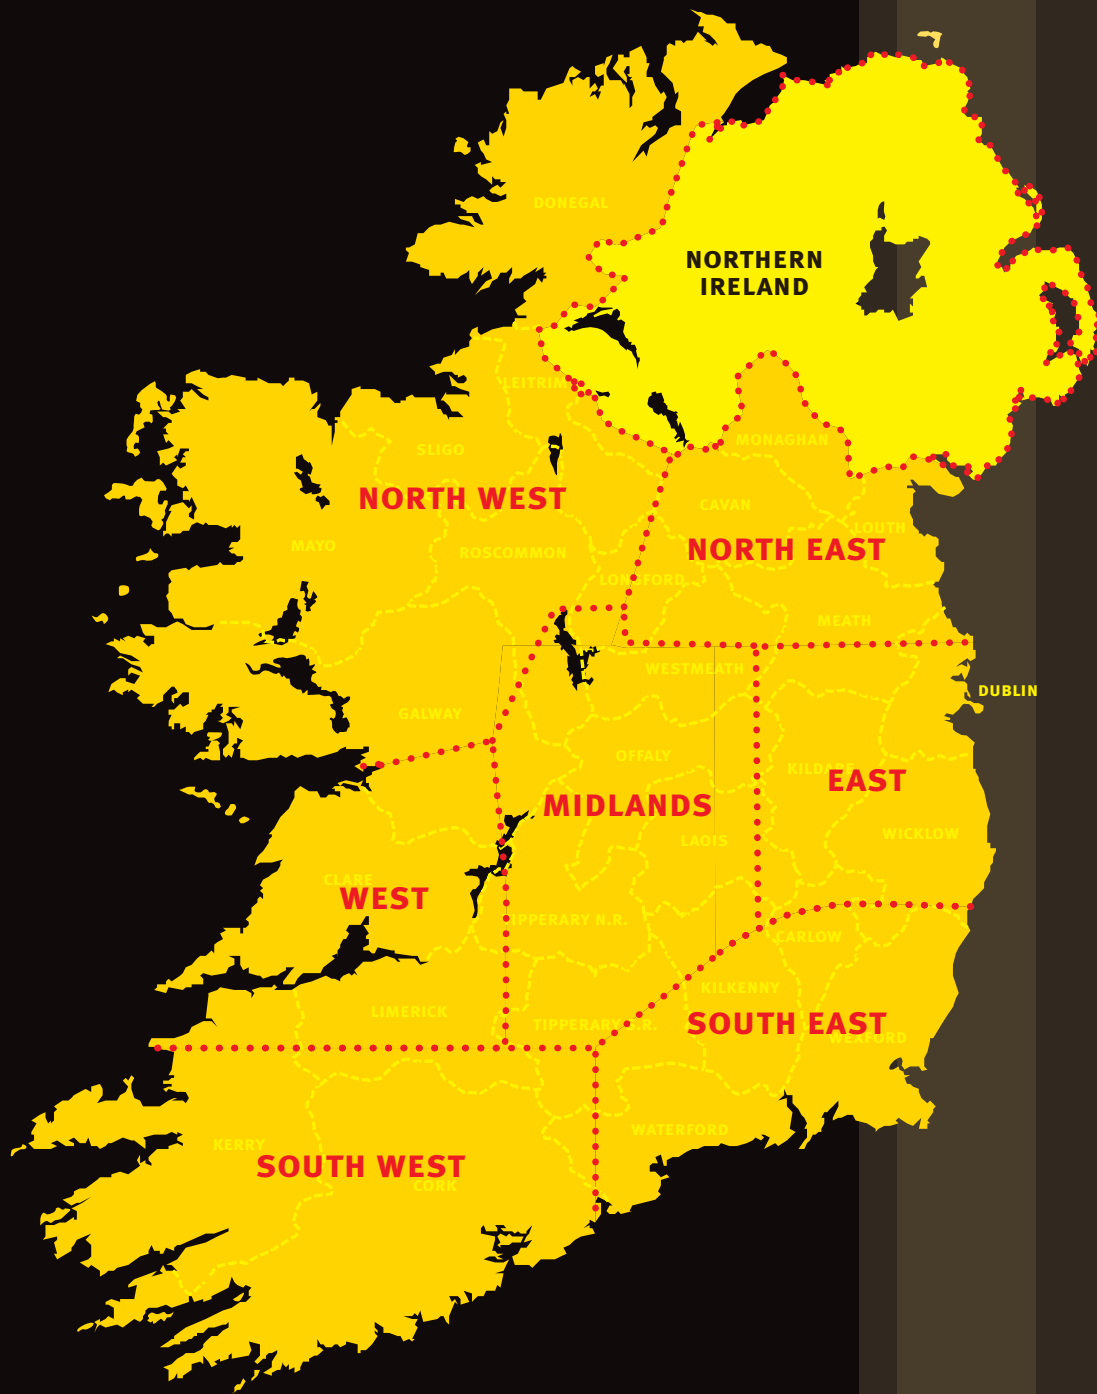 DONEGAL
NORTHERN
IRELAND
LEITRIM
MONAGHAN
SLIGO
NORTH WEST
CAVAN
LOUTH
MAYO
ROSCOMMON
NORTH EAST
LONGFORD
MEATH
WESTMEATH
DUBLIN
GALWAY
OFFALY
KILDARE
EAST
MIDLANDS
WICKLOW
LAOIS
CLARE
WEST
TIPPERARY N.R.
CARLOW
KILKENNY
LIMERICK
TIPPERARY S.R.
SOUTH EAST
WEXFORD
WATERFORD
KERRY
SOUTH WEST
CORK